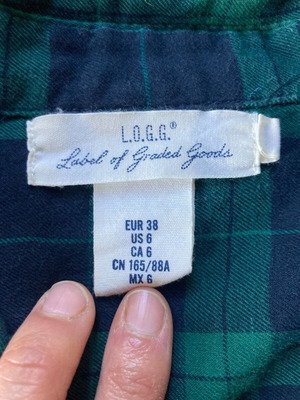 L.O.G.G.®
Label of Graded Goods
EUR 38
US 6
CA 6
CN 165/88A
MX 6